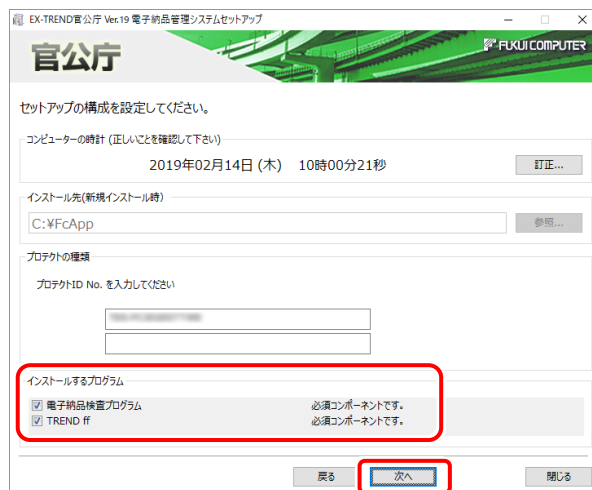 EX-TREND官公庁 Ver.19 電子納品管理システムセットアップ
官公庁
FUKUI COMPUTER
セットアップの構成を設定してください。
コンピューターの時計 (正しいことを確認して下さい)
2019年02月14日 (木) 10時00分21秒
訂正...
インストール先(新規インストール時)
C:¥FcApp
参照...
プロテクトの種類
プロテクトID No. を入力してください
インストールするプログラム
電子納品検査プログラム 必須コンポーネントです。
TREND ff 必須コンポーネントです。
戻る 次へ 閉じる